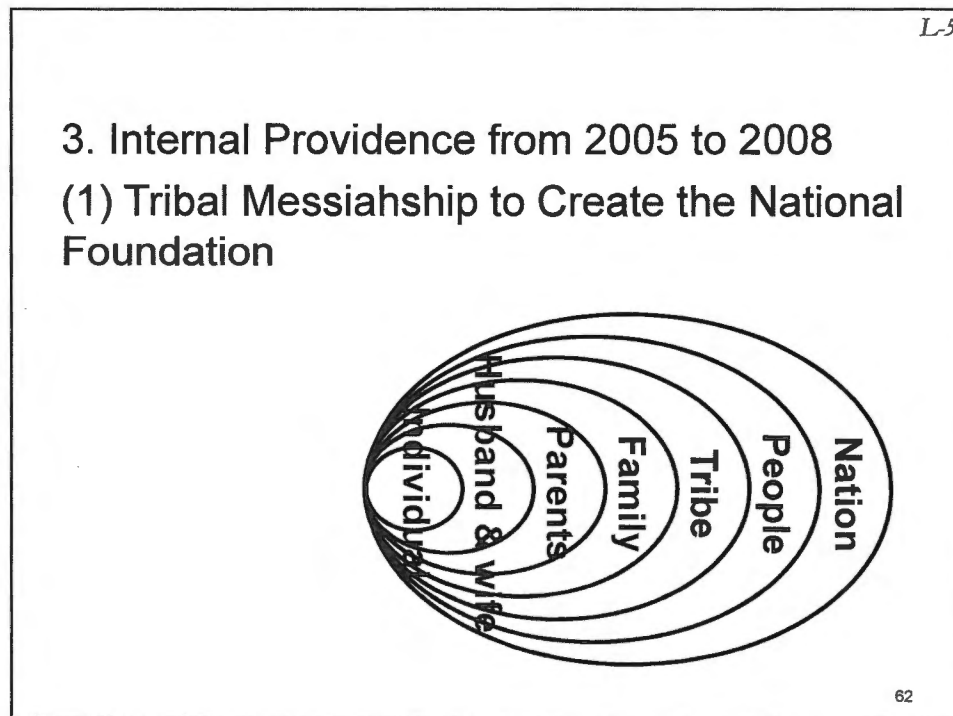 L-5
3. Internal Providence from 2005 to 2008
(1) Tribal Messiahship to Create the National
Foundation
Individual
Husband & wife
Parents
Family
Tribe
People
Nation
62